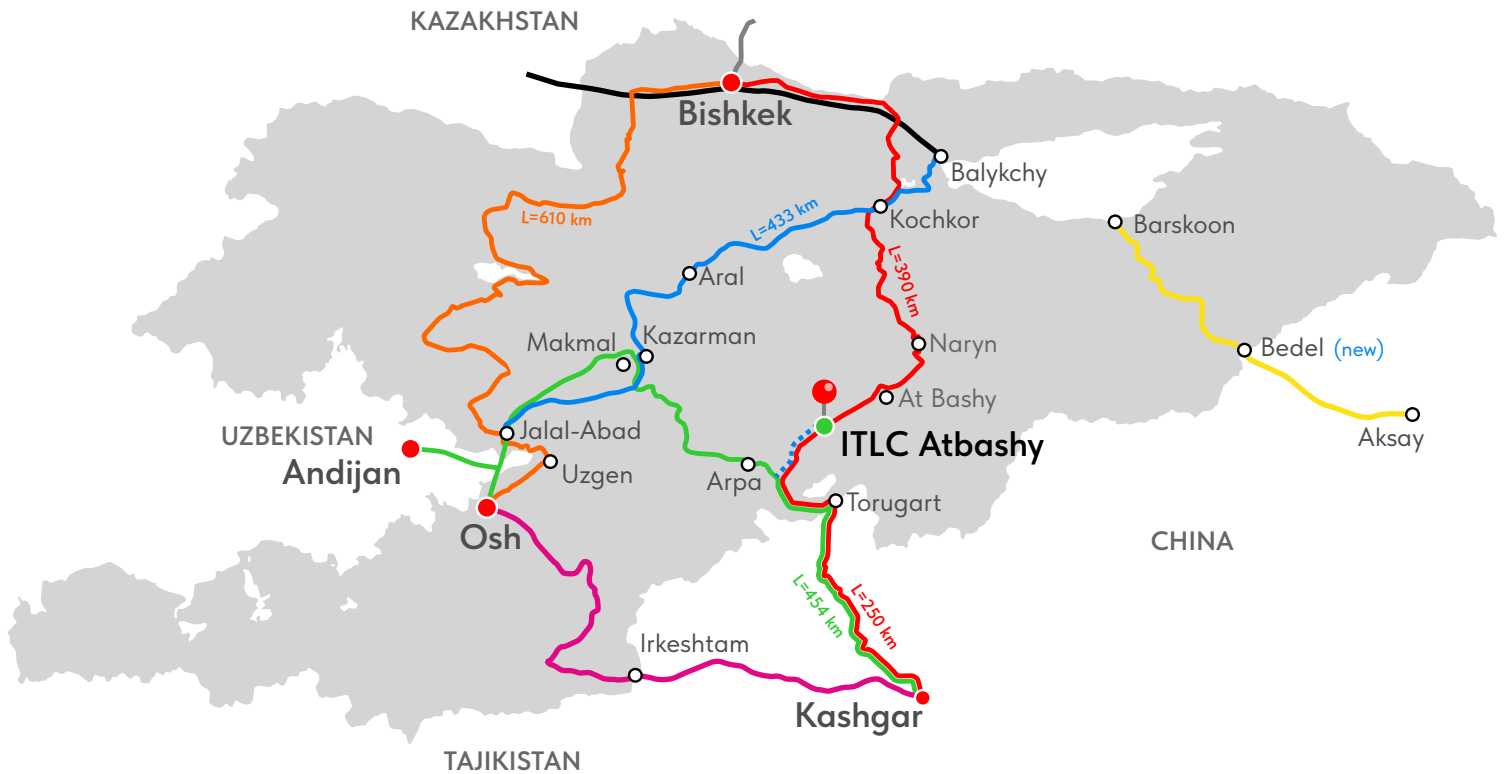 KAZAKHSTAN
Bishkek
Balykchy
L=610 km
L=433 km
Kochkor
Barskoon
L=390 km
Aral
Makmal
Kazarman
Naryn
Bedel (new)
At Bashy
Aksay
UZBEKISTAN
Jalal-Abad
ITLC Atbashy
Andijan
Uzgen
Arpa
Torugart
Osh
CHINA
L=454 km
L=250 km
Irkeshtam
Kashgar
TAJIKISTAN